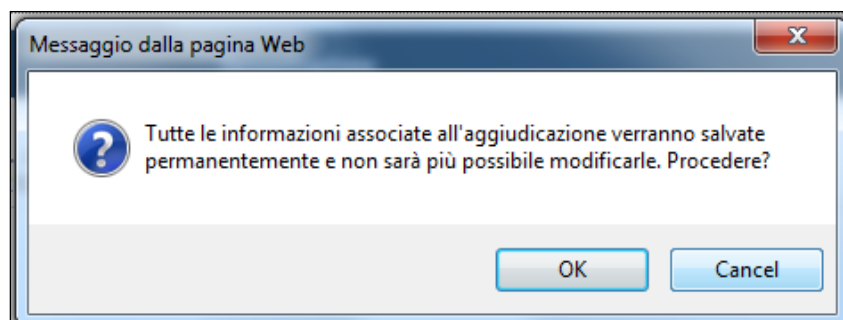 Messaggio dalla pagina Web
Tutte le informazioni associate all'aggiudicazione verranno salvate
permanentemente e non sarà più possibile modificarle. Procedere?
OK
Cancel